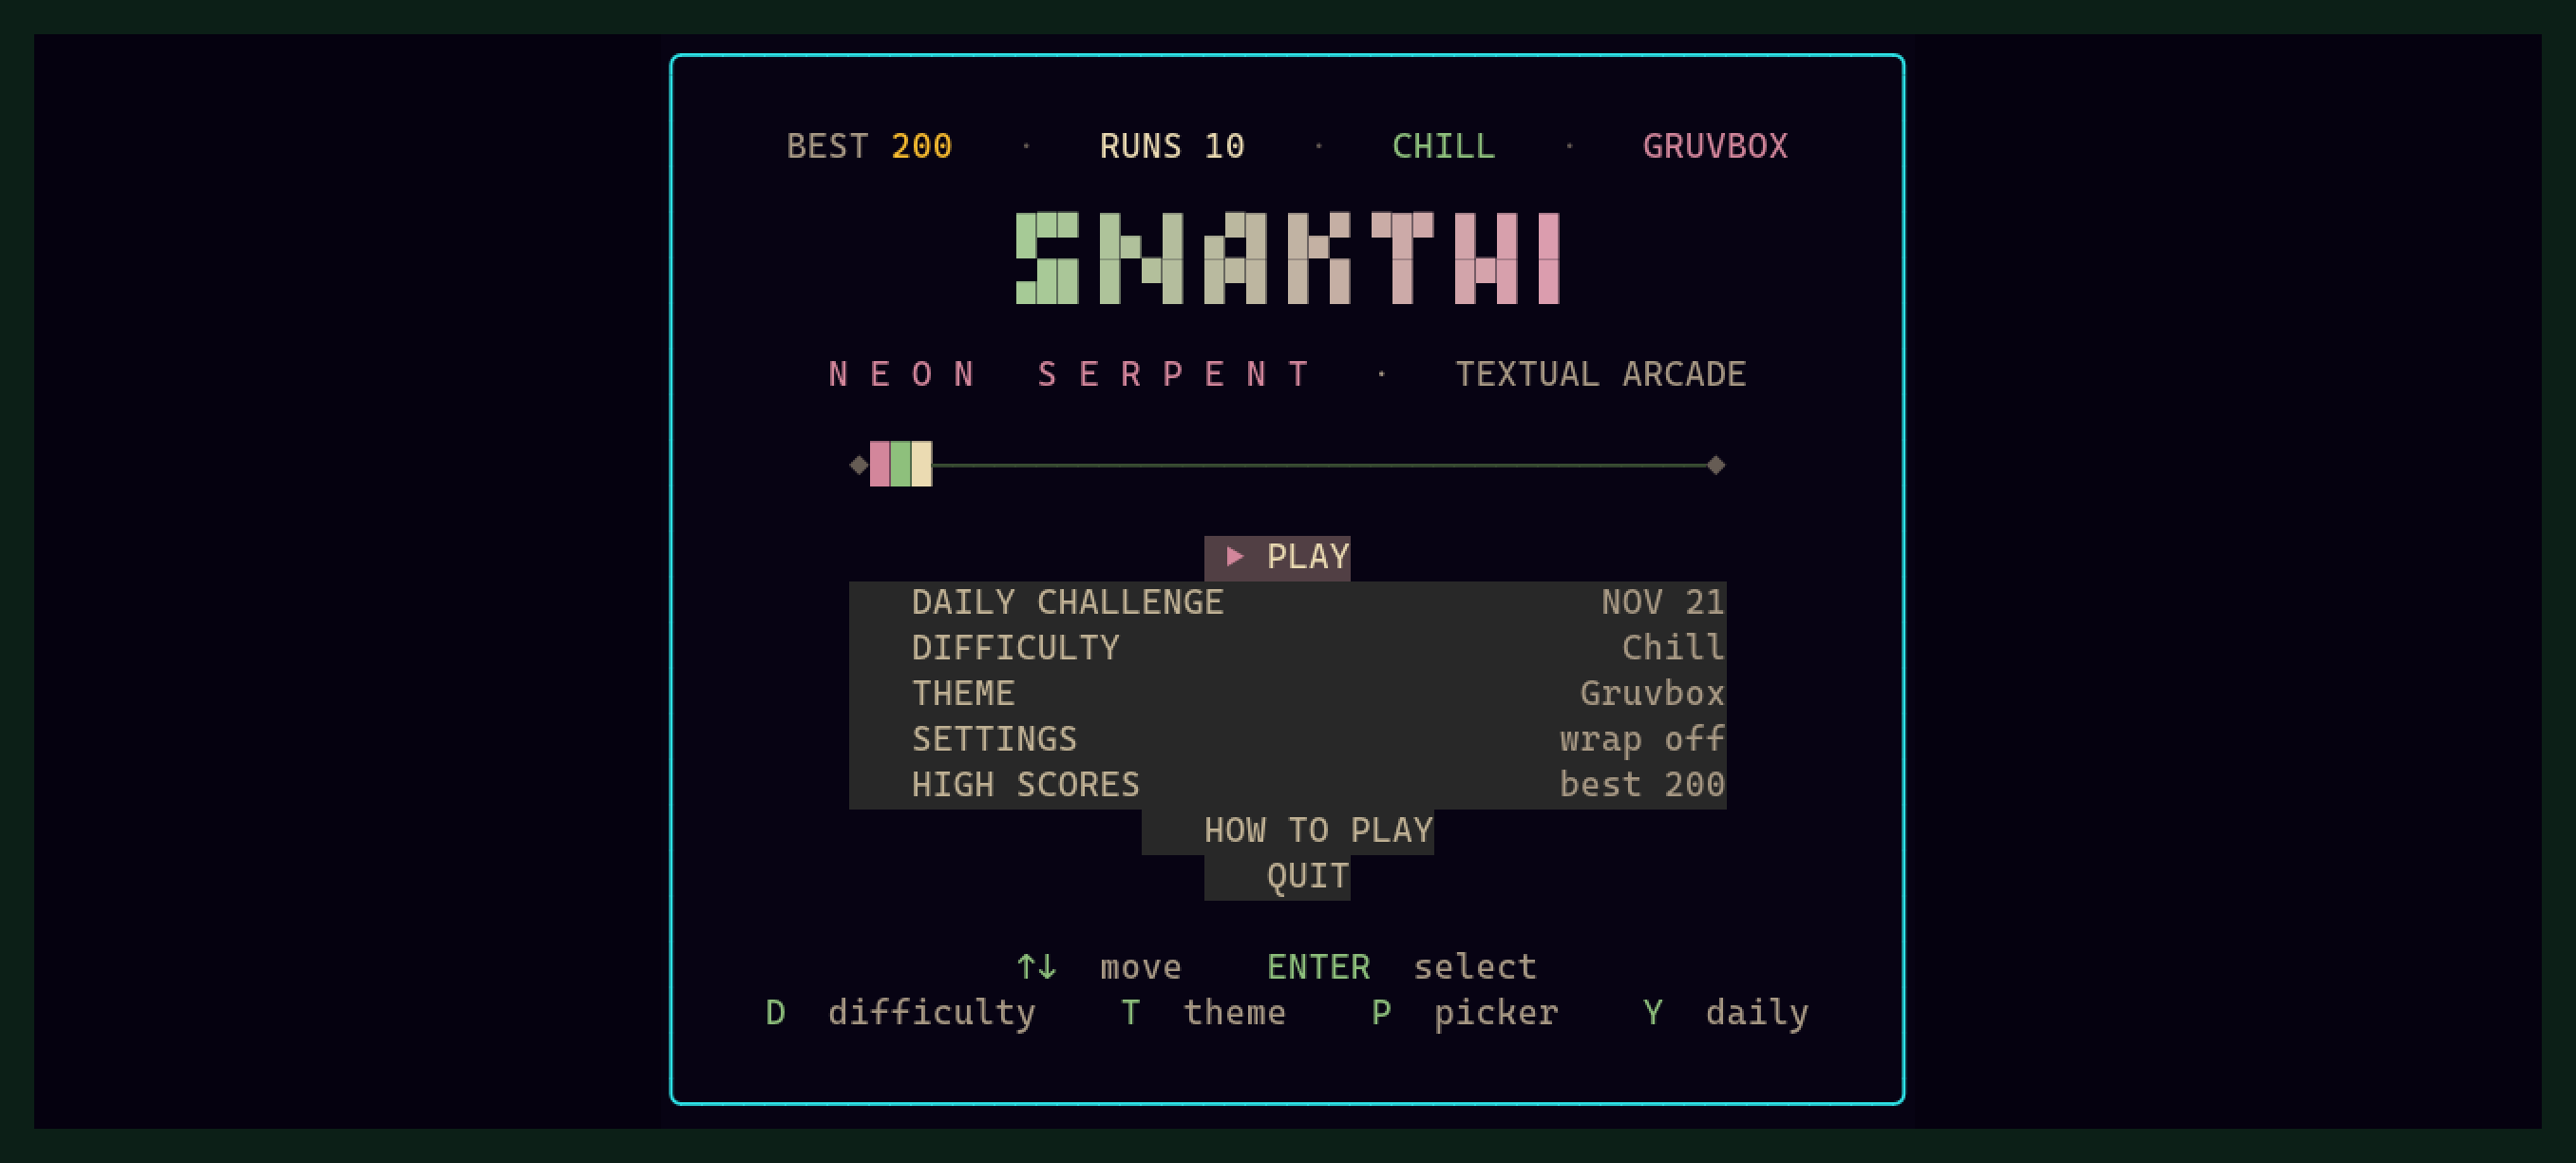 BEST 200 · RUNS 10 · CHILL · GRUVBOX
SNAKTHI
N E O N S E R P E N T · TEXTUAL ARCADE
▶ PLAY
DAILY CHALLENGE NOV 21
DIFFICULTY Chill
THEME Gruvbox
SETTINGS wrap off
HIGH SCORES best 200
HOW TO PLAY
QUIT
↑↓ move ENTER select
D difficulty T theme P picker Y daily